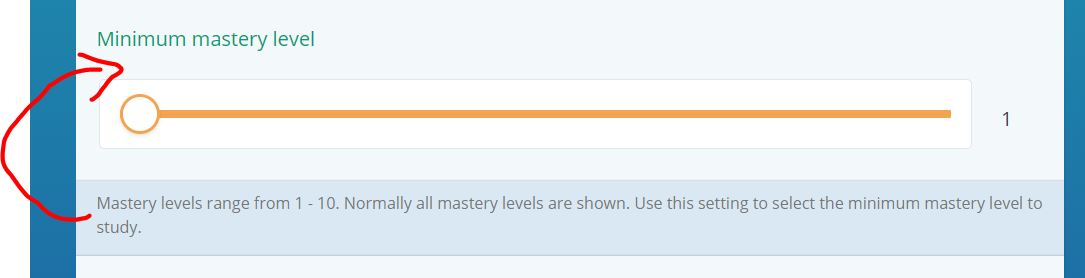 Minimum mastery level
1
Mastery levels range from 1 - 10. Normally all mastery levels are shown. Use this setting to select the minimum mastery level to
study.